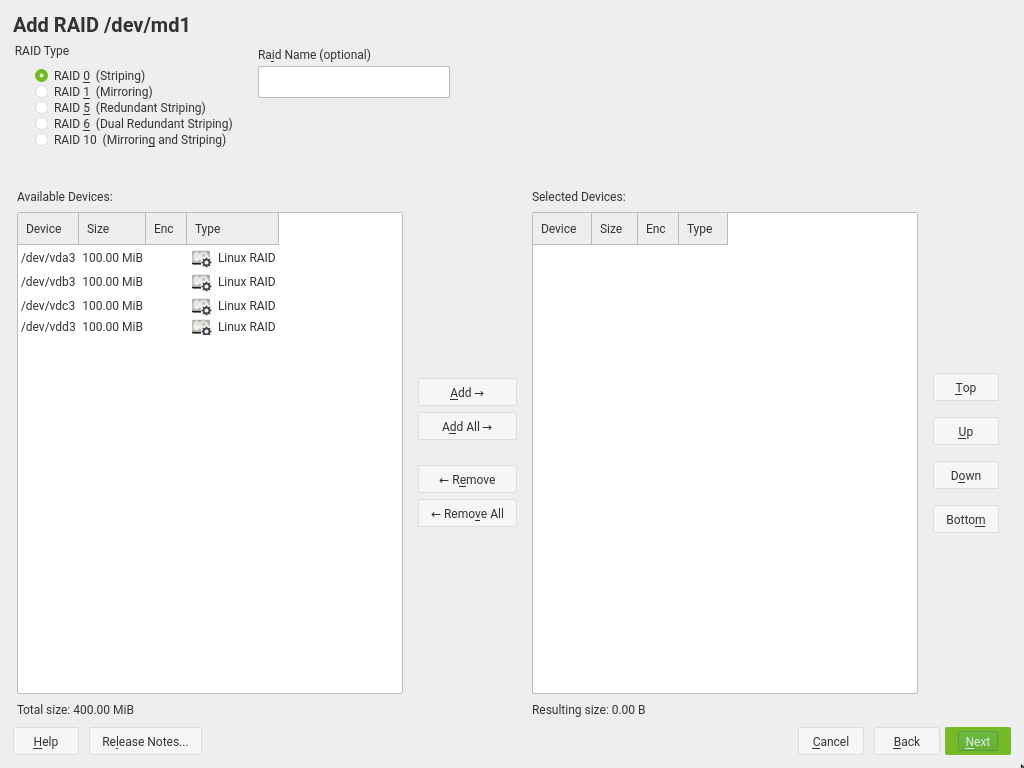 Add RAID /dev/md1
RAID Type
Raid Name (optional)
RAID 0 (Striping)
RAID 1 (Mirroring)
RAID 5 (Redundant Striping)
RAID 6 (Dual Redundant Striping)
RAID 10 (Mirroring and Striping)
Available Devices:
Device Size Enc Type
/dev/vda3 100.00 MiB Linux RAID
/dev/vdb3 100.00 MiB Linux RAID
/dev/vdc3 100.00 MiB Linux RAID
/dev/vdd3 100.00 MiB Linux RAID
Total size: 400.00 MiB
Add →
Add All →
← Remove
← Remove All
Selected Devices:
Device Size Enc Type
Resulting size: 0.00 B
Top
Up
Down
Bottom
Help Release Notes... Cancel Back Next